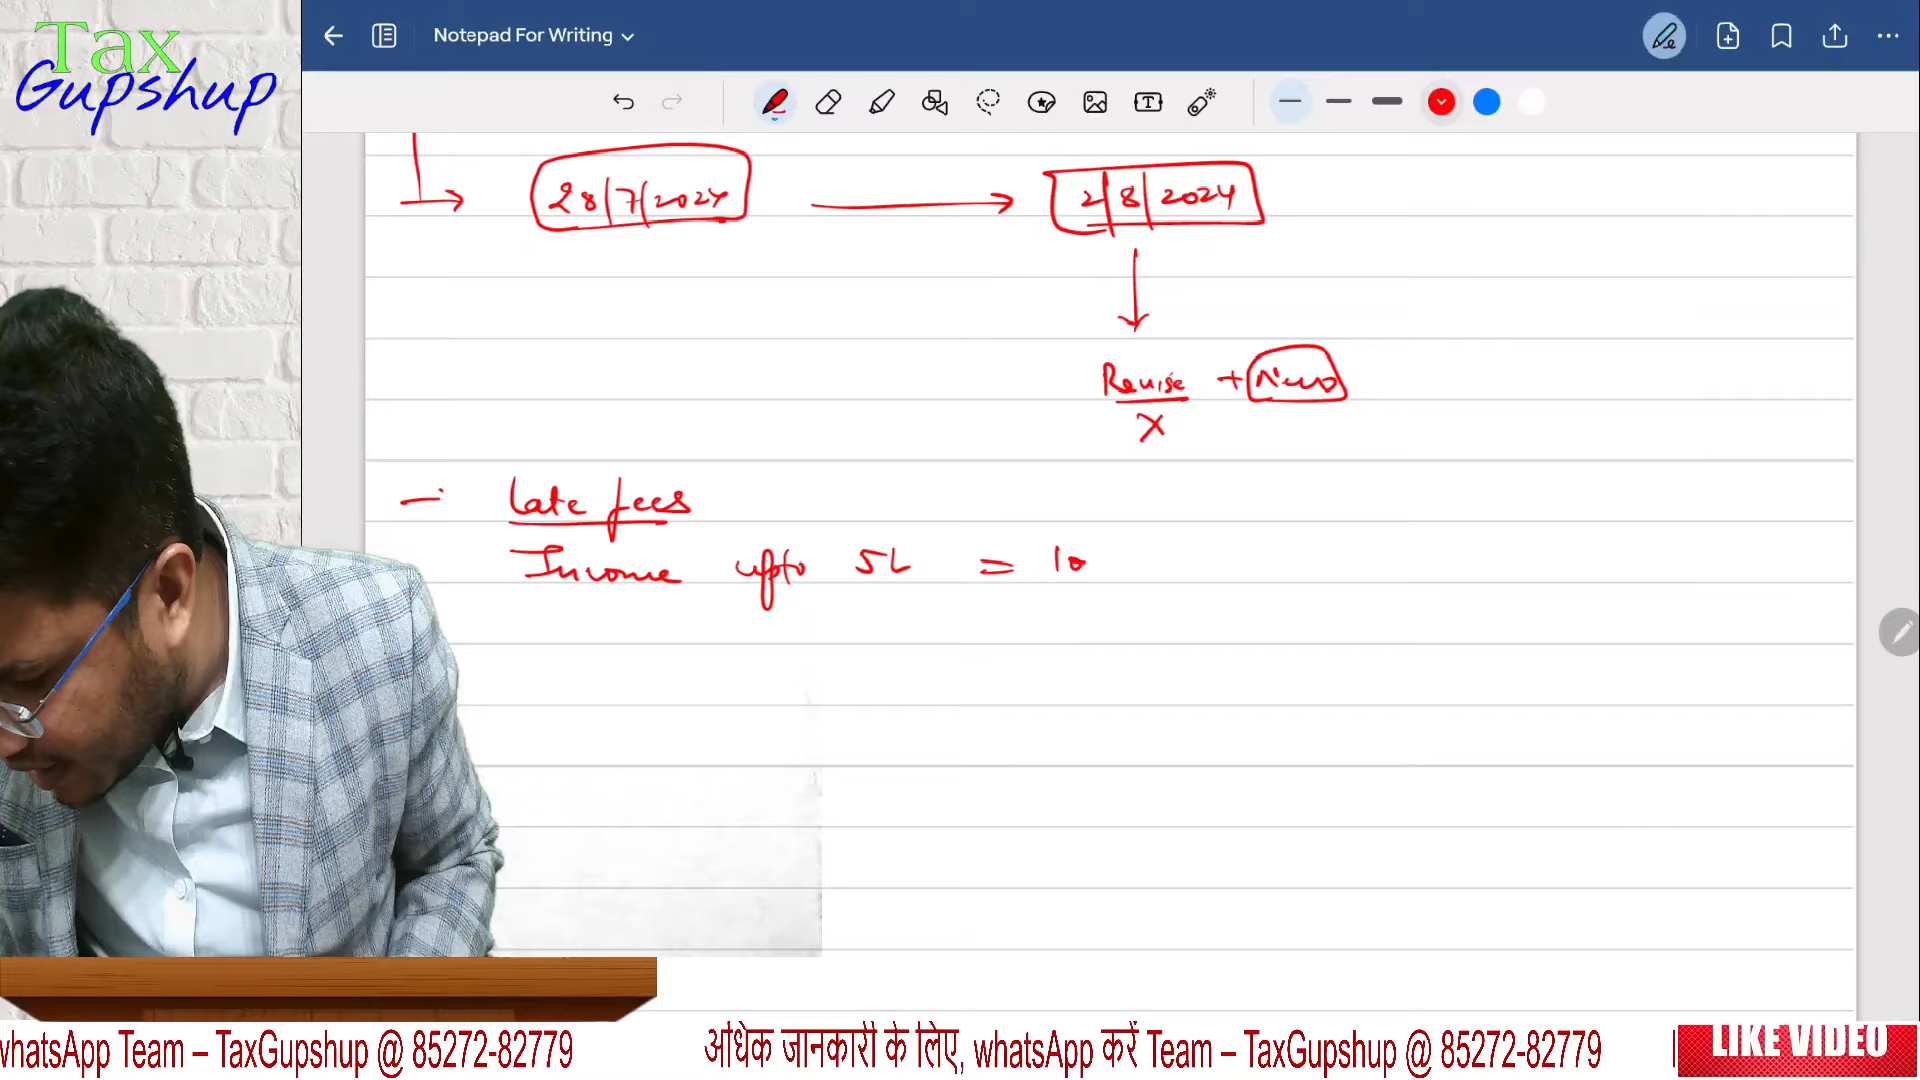 Tax
Gupshup
Notepad For Writing
28/7/2024
2/8/2024
Revise + New
X
- Late fees
Income upto 5L = 10
whatsApp Team – TaxGupshup @ 85272-82779
अधिक जानकारी के लिए, whatsApp करें Team – TaxGupshup @ 85272-82779
LIKE VIDEO